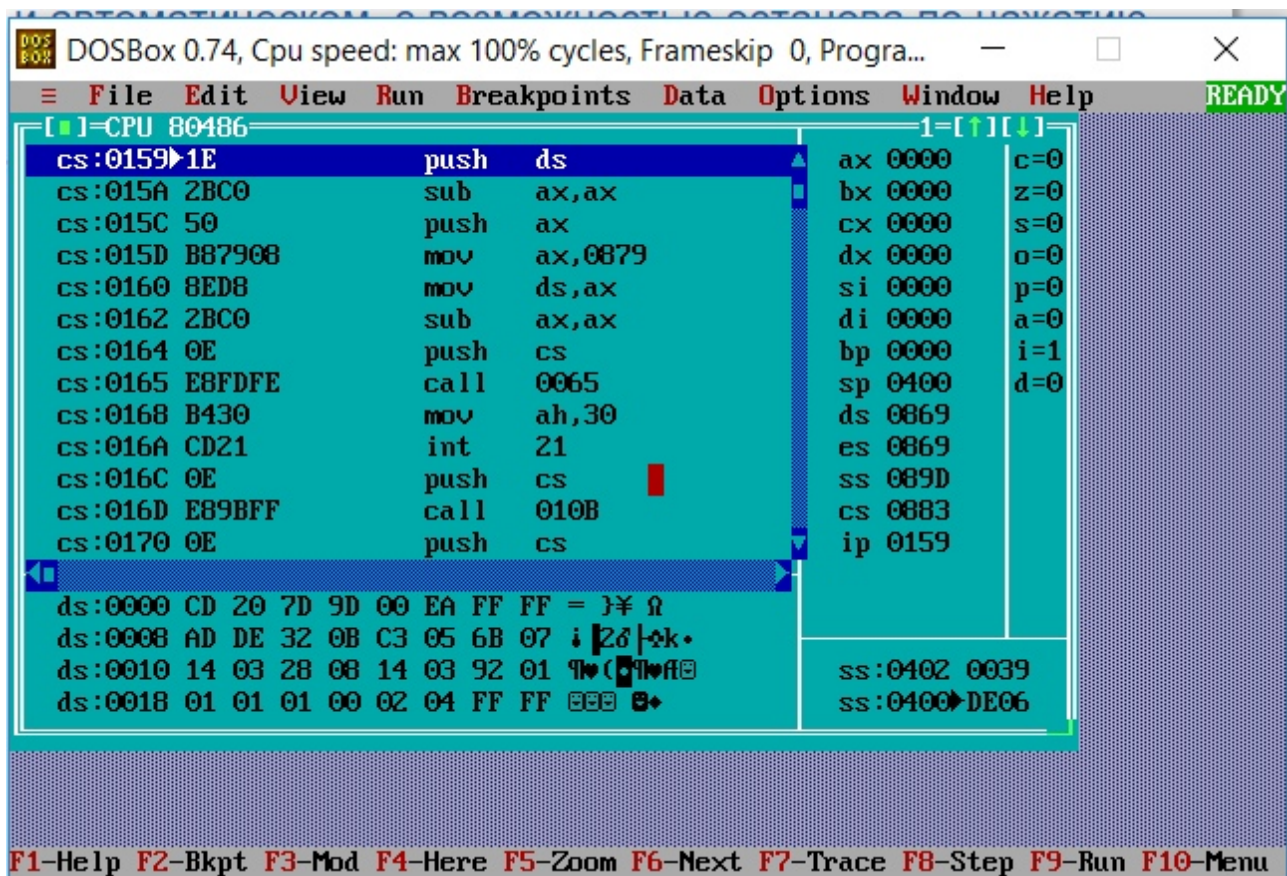 и автоматическом, с возможностью останова по нажатию
DOSBox 0.74, Cpu speed: max 100% cycles, Frameskip 0, Progra...
≡ File Edit View Run Breakpoints Data Options Window Help READY
[■]=CPU 80486 1=[↑][↓]
cs:0159▶1E push ds ax 0000 c=0
cs:015A 2BC0 sub ax,ax bx 0000 z=0
cs:015C 50 push ax cx 0000 s=0
cs:015D B87908 mov ax,0879 dx 0000 o=0
cs:0160 8ED8 mov ds,ax si 0000 p=0
cs:0162 2BC0 sub ax,ax di 0000 a=0
cs:0164 0E push cs bp 0000 i=1
cs:0165 E8FDFE call 0065 sp 0400 d=0
cs:0168 B430 mov ah,30 ds 0869
cs:016A CD21 int 21 es 0869
cs:016C 0E push cs ss 089D
cs:016D E89BFF call 010B cs 0883
cs:0170 0E push cs ip 0159
ds:0000 CD 20 7D 9D 00 EA FF FF = }¥ Ω
ds:0008 AD DE 32 0B C3 05 6B 07 ¡▐2♂├♣k•
ds:0010 14 03 28 08 14 03 92 01 ¶♥(◘¶♥Æ☺ ss:0402 0039
ds:0018 01 01 01 00 02 04 FF FF ☺☺☺ ☻♦ ss:0400▶DE06
F1-Help F2-Bkpt F3-Mod F4-Here F5-Zoom F6-Next F7-Trace F8-Step F9-Run F10-Menu